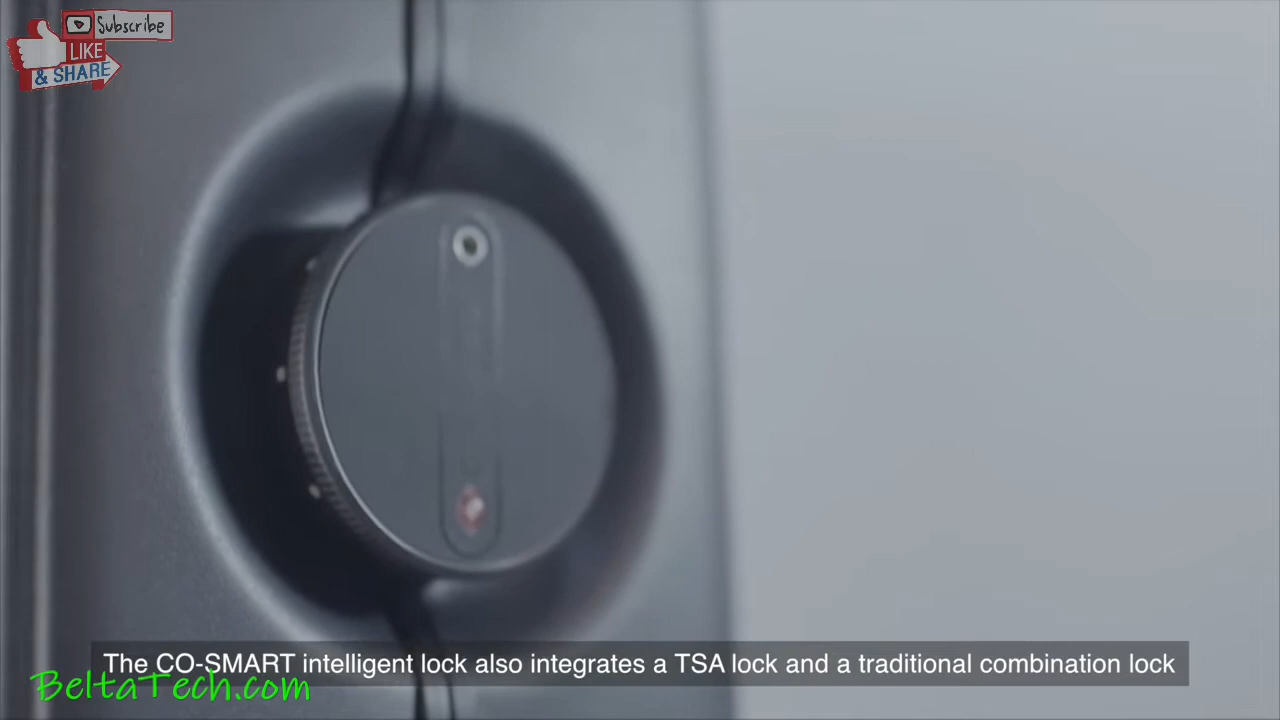 Subscribe
LIKE
& SHARE
The CO-SMART intelligent lock also integrates a TSA lock and a traditional combination lock
BeltaTech.com